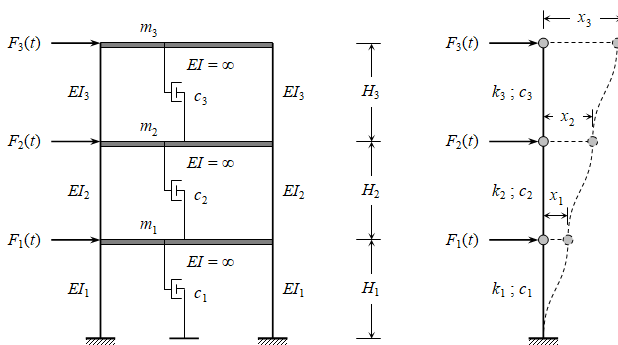 m₃
x₃
F₃(t)
F₃(t)
EI = ∞
EI₃
c₃
EI₃
H₃
k₃ ; c₃
m₂
x₂
F₂(t)
F₂(t)
EI = ∞
EI₂
c₂
EI₂
H₂
k₂ ; c₂
m₁
x₁
F₁(t)
F₁(t)
EI = ∞
EI₁
c₁
EI₁
H₁
k₁ ; c₁